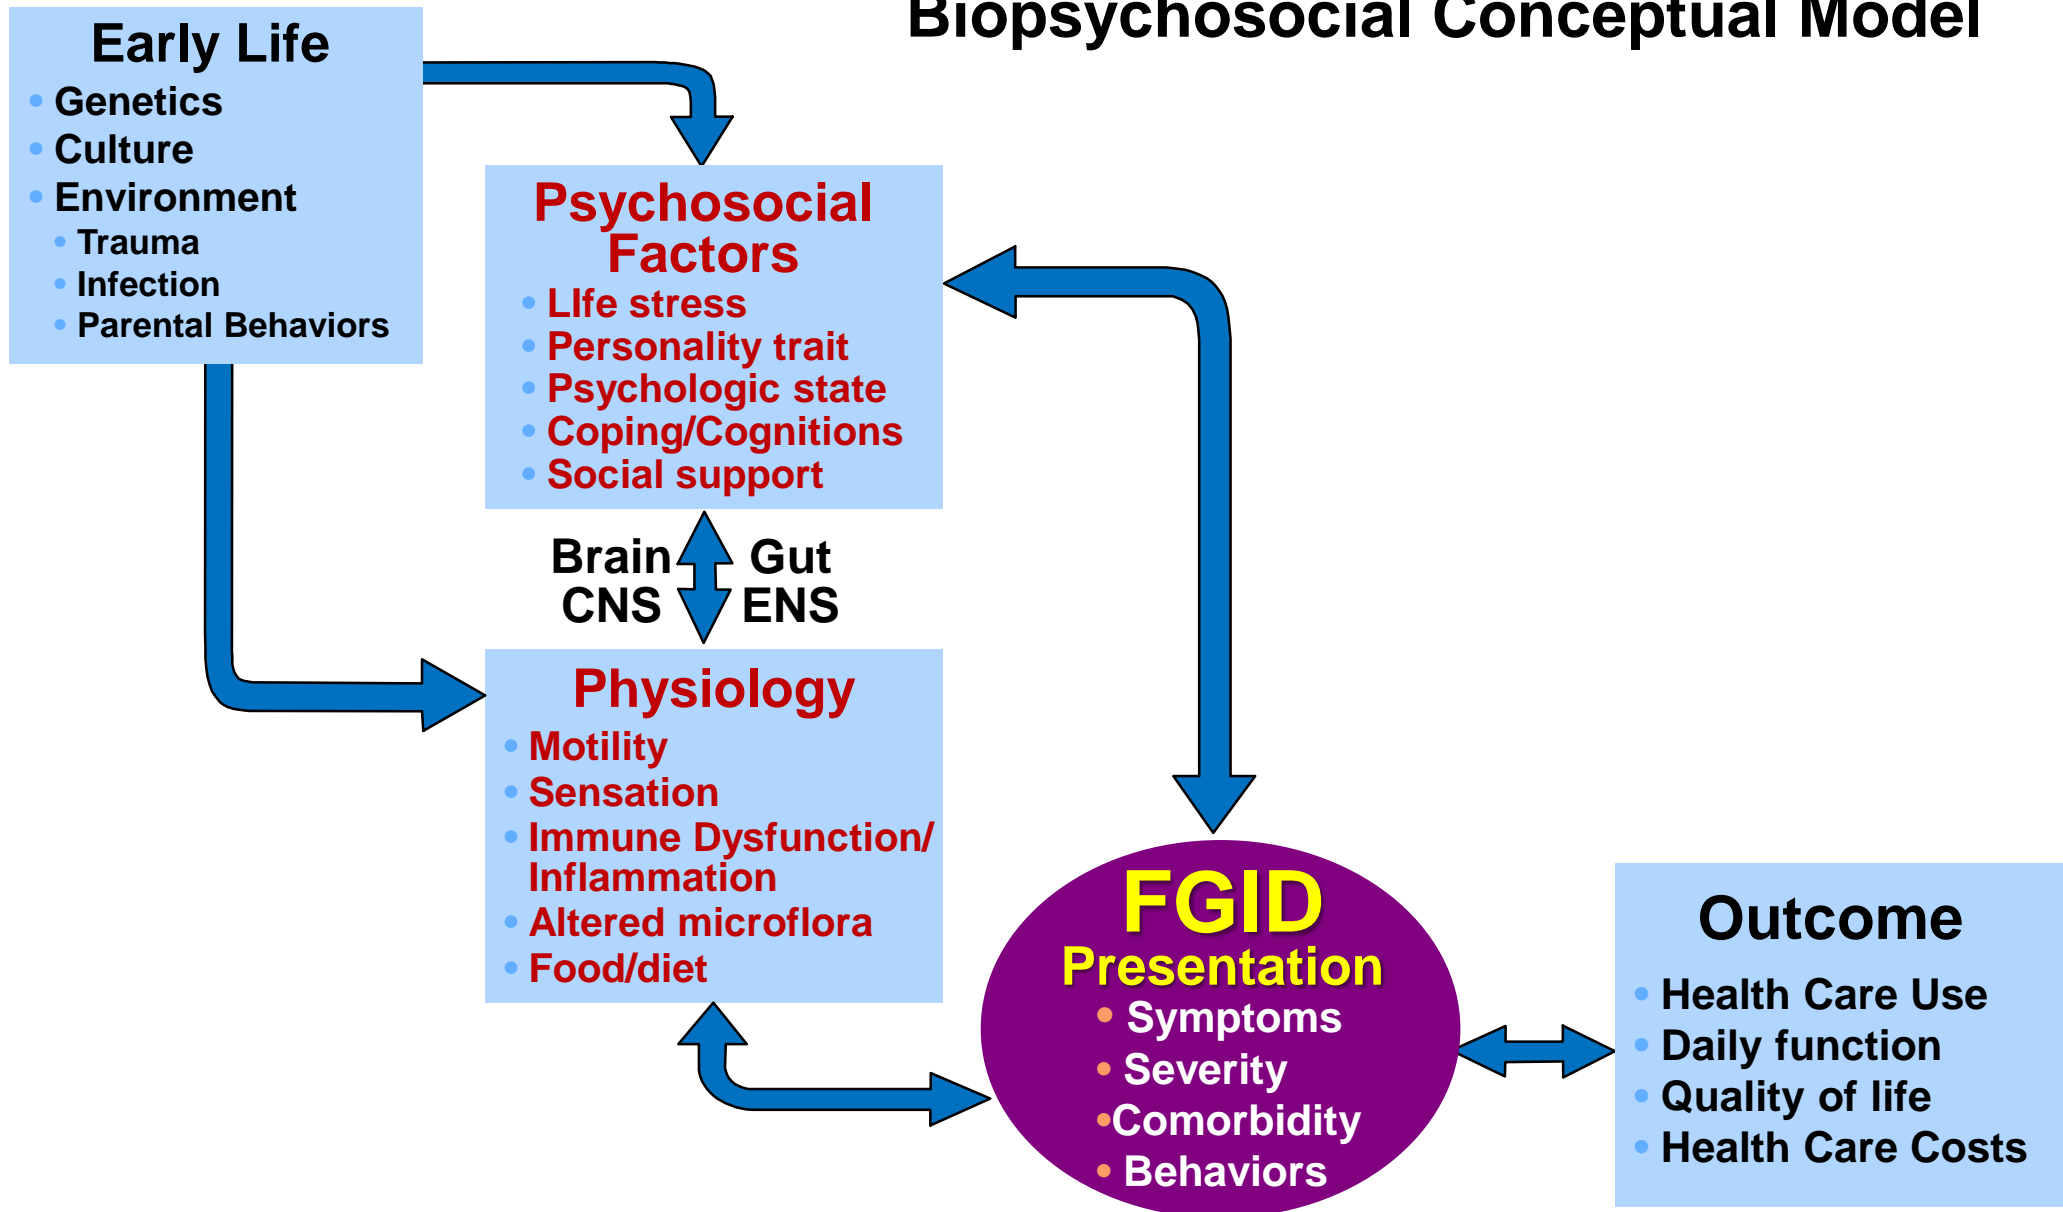 Biopsychosocial Conceptual Model
Early Life
• Genetics
• Culture
• Environment
• Trauma
• Infection
• Parental Behaviors
Psychosocial
Factors
• LIfe stress
• Personality trait
• Psychologic state
• Coping/Cognitions
• Social support
Brain Gut
CNS ENS
Physiology
• Motility
• Sensation
• Immune Dysfunction/
Inflammation
• Altered microflora
• Food/diet
FGID
Presentation
• Symptoms
• Severity
•Comorbidity
• Behaviors
Outcome
• Health Care Use
• Daily function
• Quality of life
• Health Care Costs